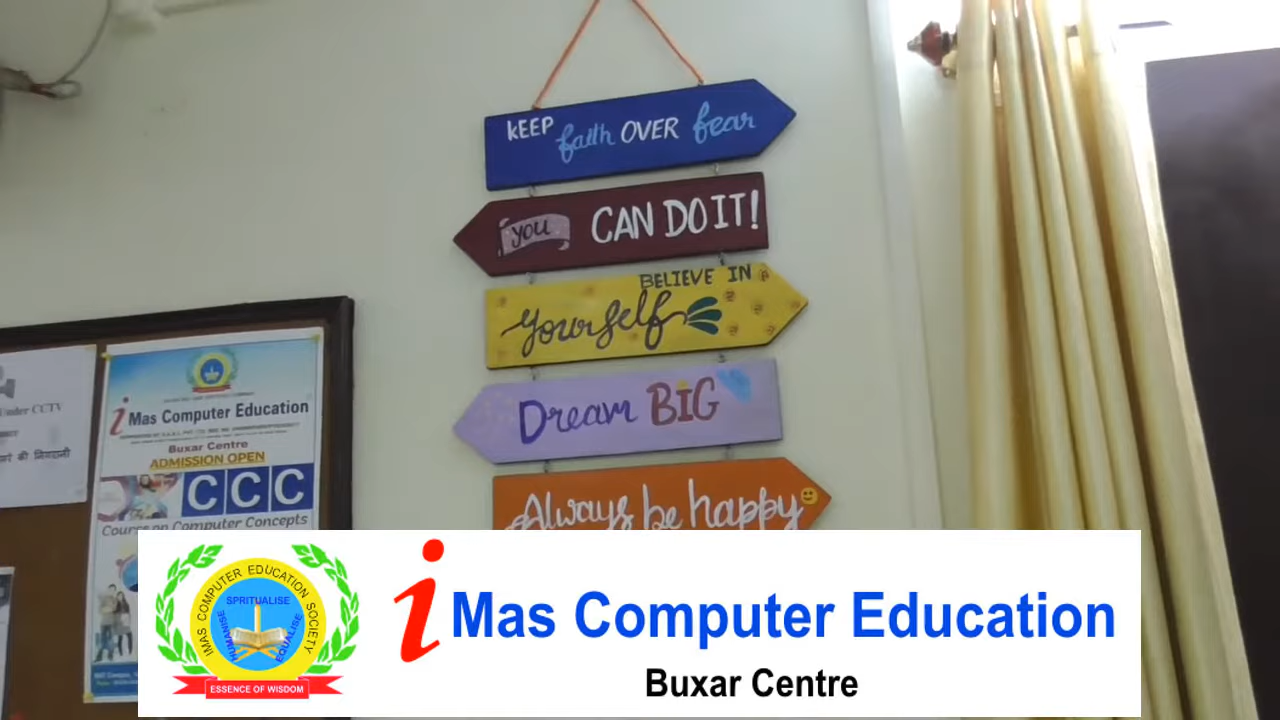 KEEP faith OVER fear
YOU CAN DO IT!
BELIEVE IN
yourself
Dream BIG
Always be happy
Under CCTV
iMas Computer Education
Buxar Centre
ADMISSION OPEN
CCC
Course on Computer Concepts
IMAS COMPUTER EDUCATION SOCIETY
SPRITUALISE
HUMANISE
EQUALISE
ESSENCE OF WISDOM
i Mas Computer Education
Buxar Centre